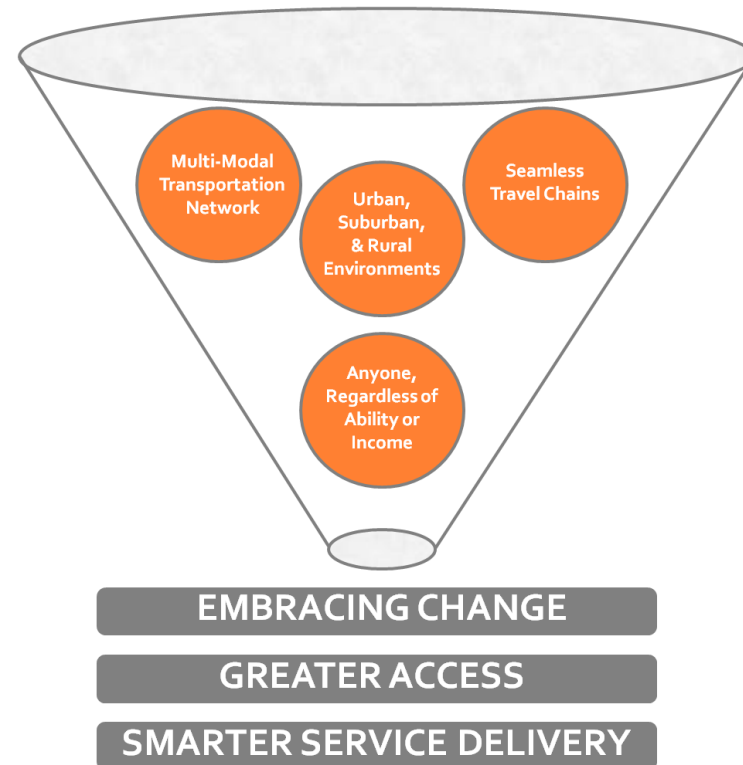 Multi-Modal
Transportation
Network
Urban,
Suburban,
& Rural
Environments
Seamless
Travel Chains
Anyone,
Regardless of
Ability or
Income
EMBRACING CHANGE
GREATER ACCESS
SMARTER SERVICE DELIVERY